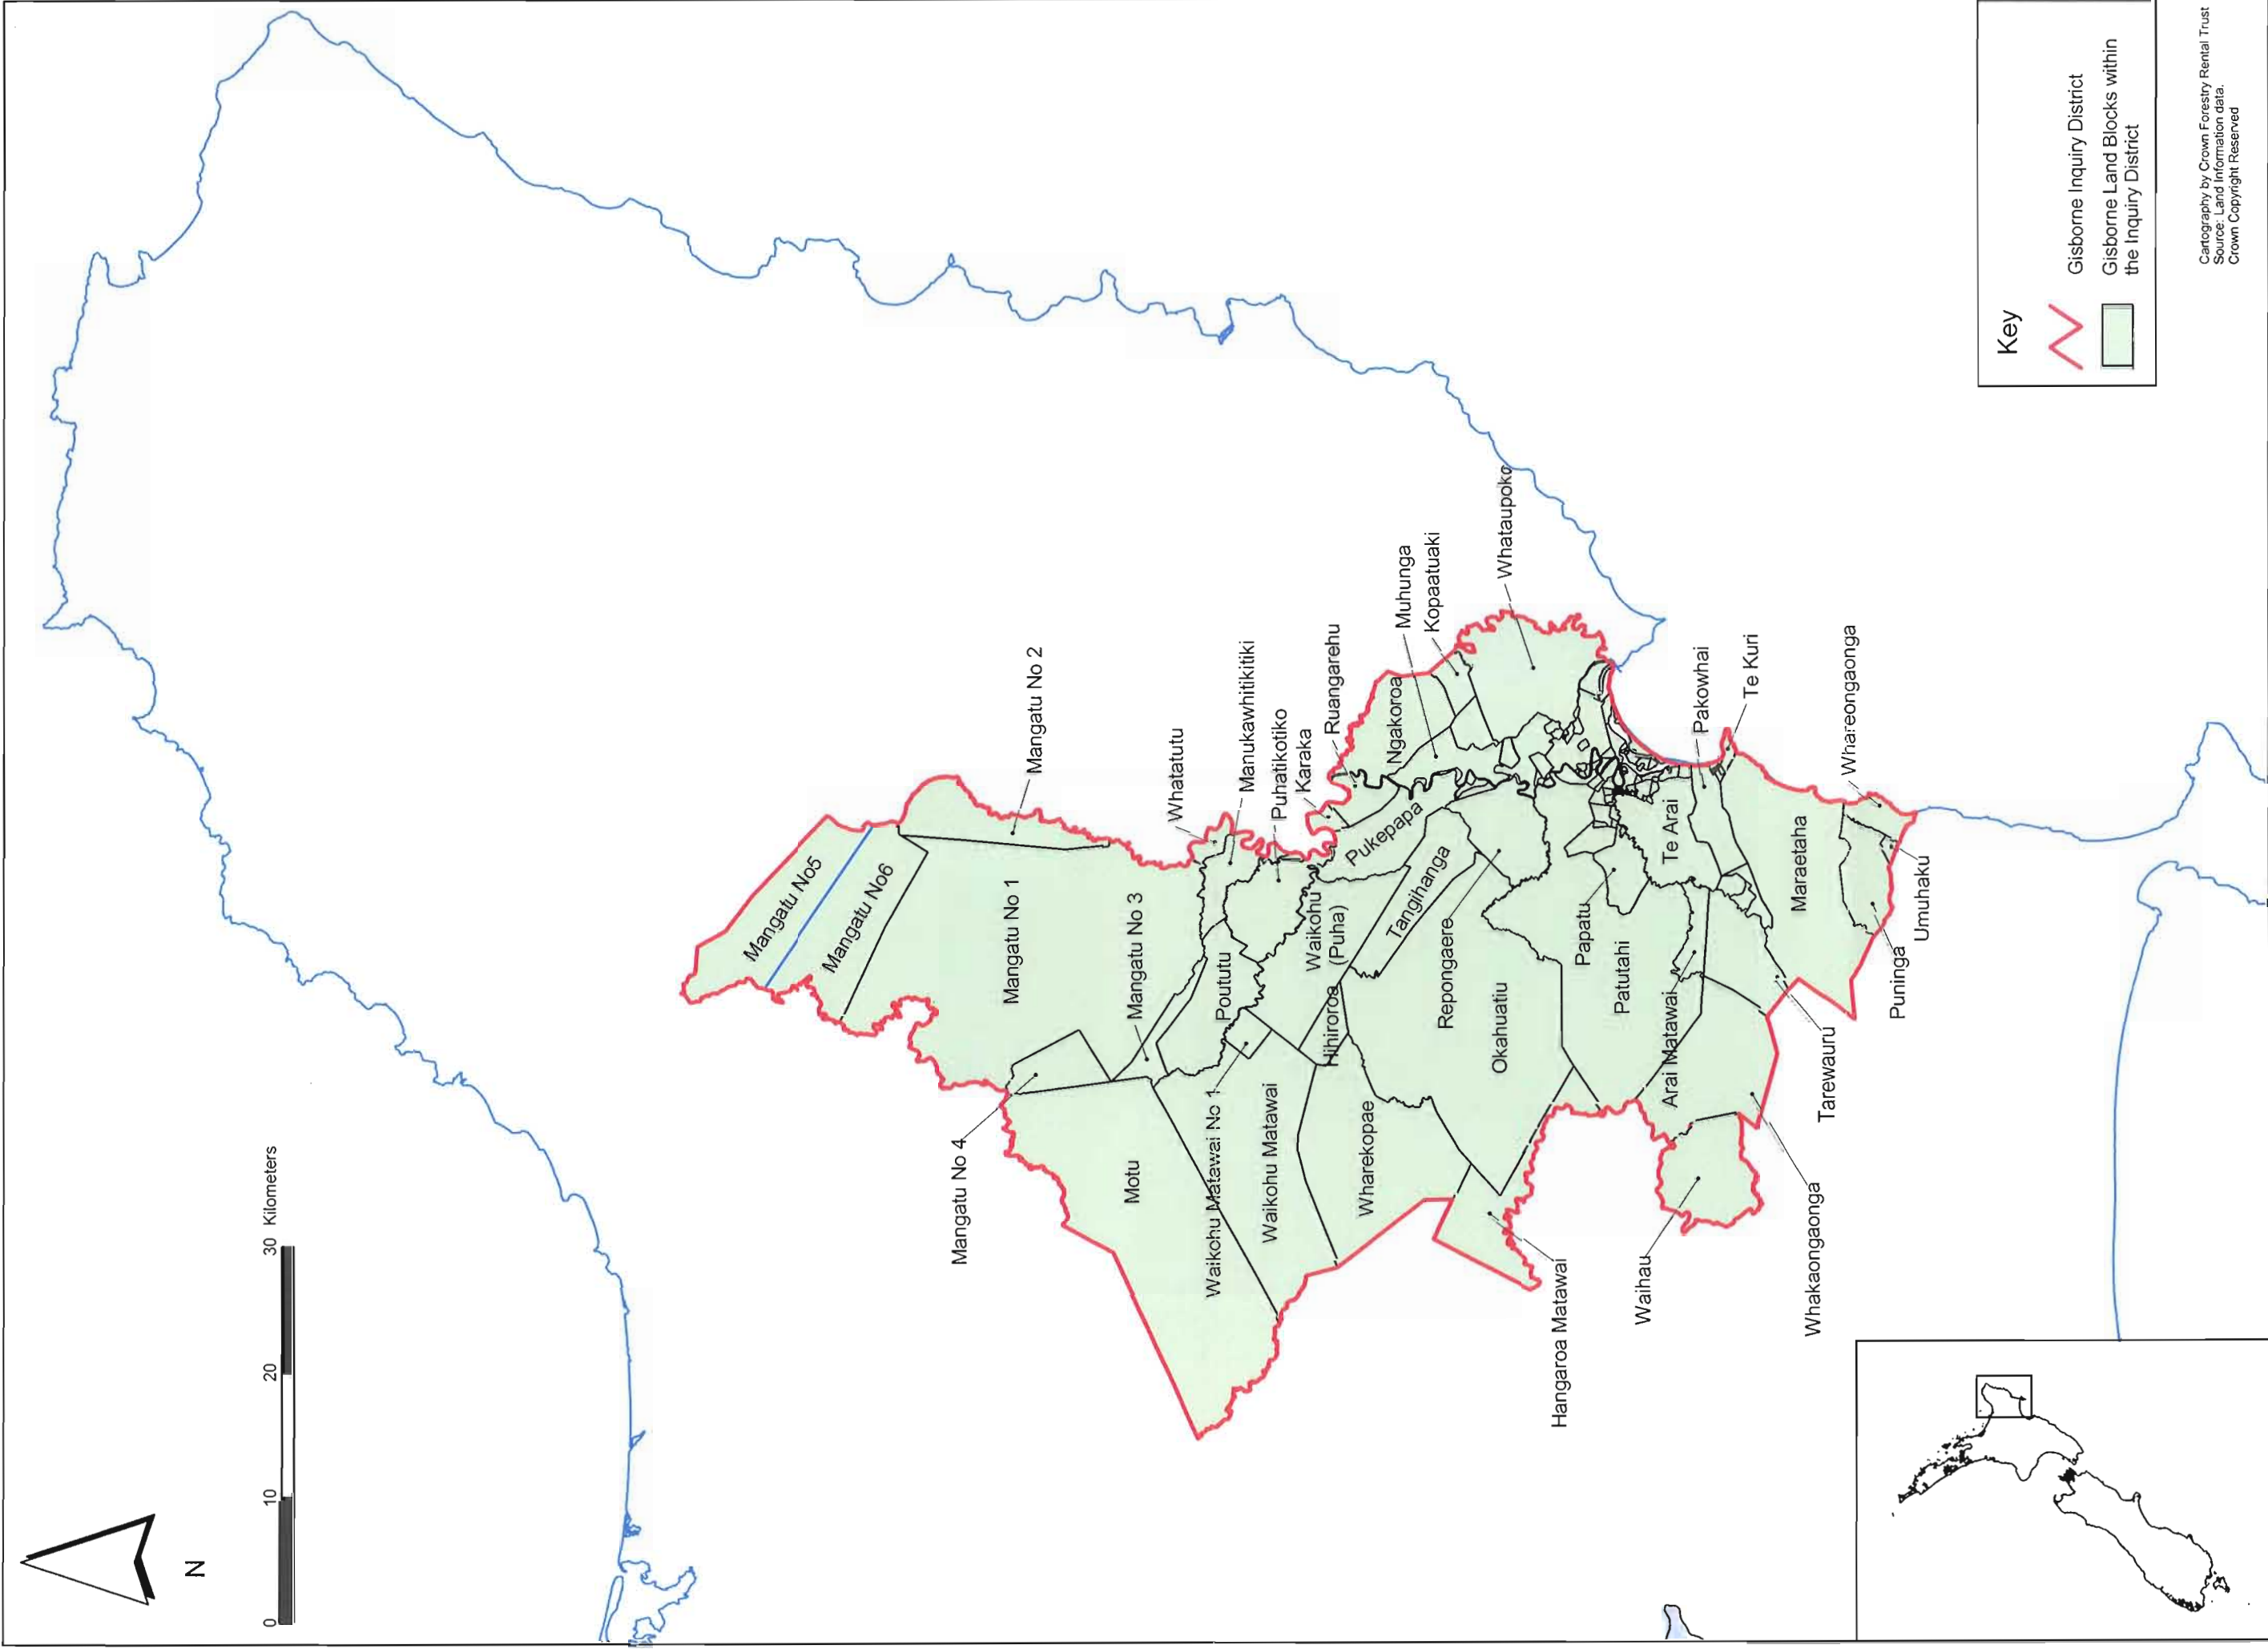 N
0 10 20 30 Kilometers
Mangatu No5
Mangatu No6
Mangatu No 2
Mangatu No 1
Mangatu No 3
Mangatu No 4
Whatatutu
Manukawhitikitiki
Puhatikotiko
Karaka
Ruangarehu
Muhunga
Kopaatuaki
Whataupoko
Ngakoroa
Pukepapa
Poututu
Motu
Waikohu Matawai No 1
Waikohu Matawai
Waikohu
(Puha)
Hihiroroa
Tangihanga
Wharekopae
Repongaere
Okahuatiu
Papatu
Patutahi
Te Arai
Arai Matawai
Pakowhai
Te Kuri
Maraetaha
Whareongaonga
Umuhaku
Puninga
Tarewauru
Whakaongaonga
Waihau
Hangaroa Matawai
Key
Gisborne Inquiry District
Gisborne Land Blocks within
the Inquiry District
Cartography by Crown Forestry Rental Trust
Source: Land Information data.
Crown Copyright Reserved